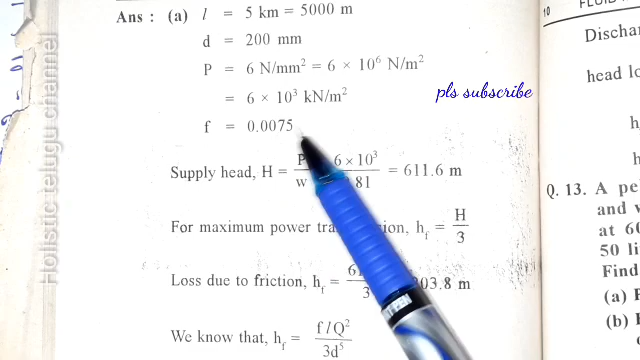 Ans : (a) l = 5 km = 5000 m
d = 200 mm
P = 6 N/mm² = 6 × 10⁶ N/m²
= 6 × 10³ kN/m²
f = 0.0075
Supply head, H = P/w 6 × 10³/ 81 = 611.6 m
For maximum power tra sion, h_f = H/3
Loss due to friction, h_f = 61 /3 03.8 m
We know that, h_f = f l Q²/3d⁵
pls subscribe
Holistic telugu channel
10
FLUID
Dischar
head lo
h
h
Q. 13. A pe
and w
at 60
50 li
Find
(a) P
(b)